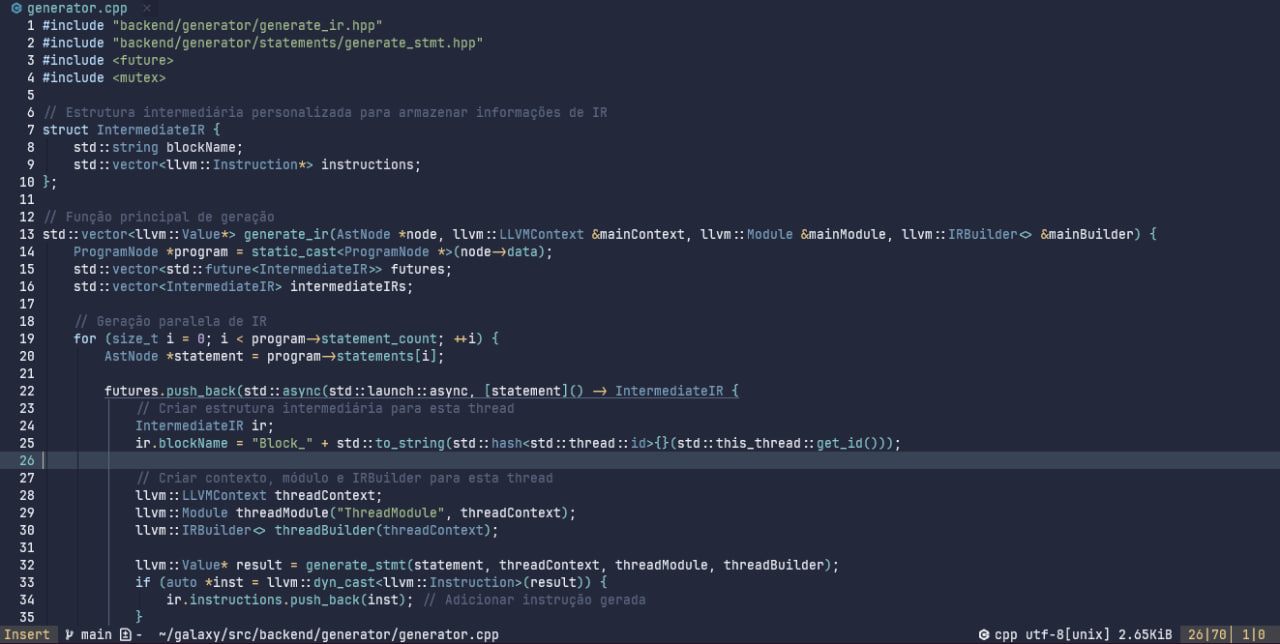 generator.cpp ×
1 #include "backend/generator/generate_ir.hpp"
2 #include "backend/generator/statements/generate_stmt.hpp"
3 #include <future>
4 #include <mutex>
5
6 // Estrutura intermediária personalizada para armazenar informações de IR
7 struct IntermediateIR {
8     std::string blockName;
9     std::vector<llvm::Instruction*> instructions;
10 };
11
12 // Função principal de geração
13 std::vector<llvm::Value*> generate_ir(AstNode *node, llvm::LLVMContext &mainContext, llvm::Module &mainModule, llvm::IRBuilder<> &mainBuilder) {
14     ProgramNode *program = static_cast<ProgramNode *>(node->data);
15     std::vector<std::future<IntermediateIR>> futures;
16     std::vector<IntermediateIR> intermediateIRs;
17
18     // Geração paralela de IR
19     for (size_t i = 0; i < program->statement_count; ++i) {
20         AstNode *statement = program->statements[i];
21
22         futures.push_back(std::async(std::launch::async, [statement]() -> IntermediateIR {
23             // Criar estrutura intermediária para esta thread
24             IntermediateIR ir;
25             ir.blockName = "Block_" + std::to_string(std::hash<std::thread::id>{}(std::this_thread::get_id()));
26
27             // Criar contexto, módulo e IRBuilder para esta thread
28             llvm::LLVMContext threadContext;
29             llvm::Module threadModule("ThreadModule", threadContext);
30             llvm::IRBuilder<> threadBuilder(threadContext);
31
32             llvm::Value* result = generate_stmt(statement, threadContext, threadModule, threadBuilder);
33             if (auto *inst = llvm::dyn_cast<llvm::Instruction>(result)) {
34                 ir.instructions.push_back(inst); // Adicionar instrução gerada
35             }
Insert main - ~/galaxy/src/backend/generator/generator.cpp cpp utf-8[unix] 2.65KiB 26|70 1|0